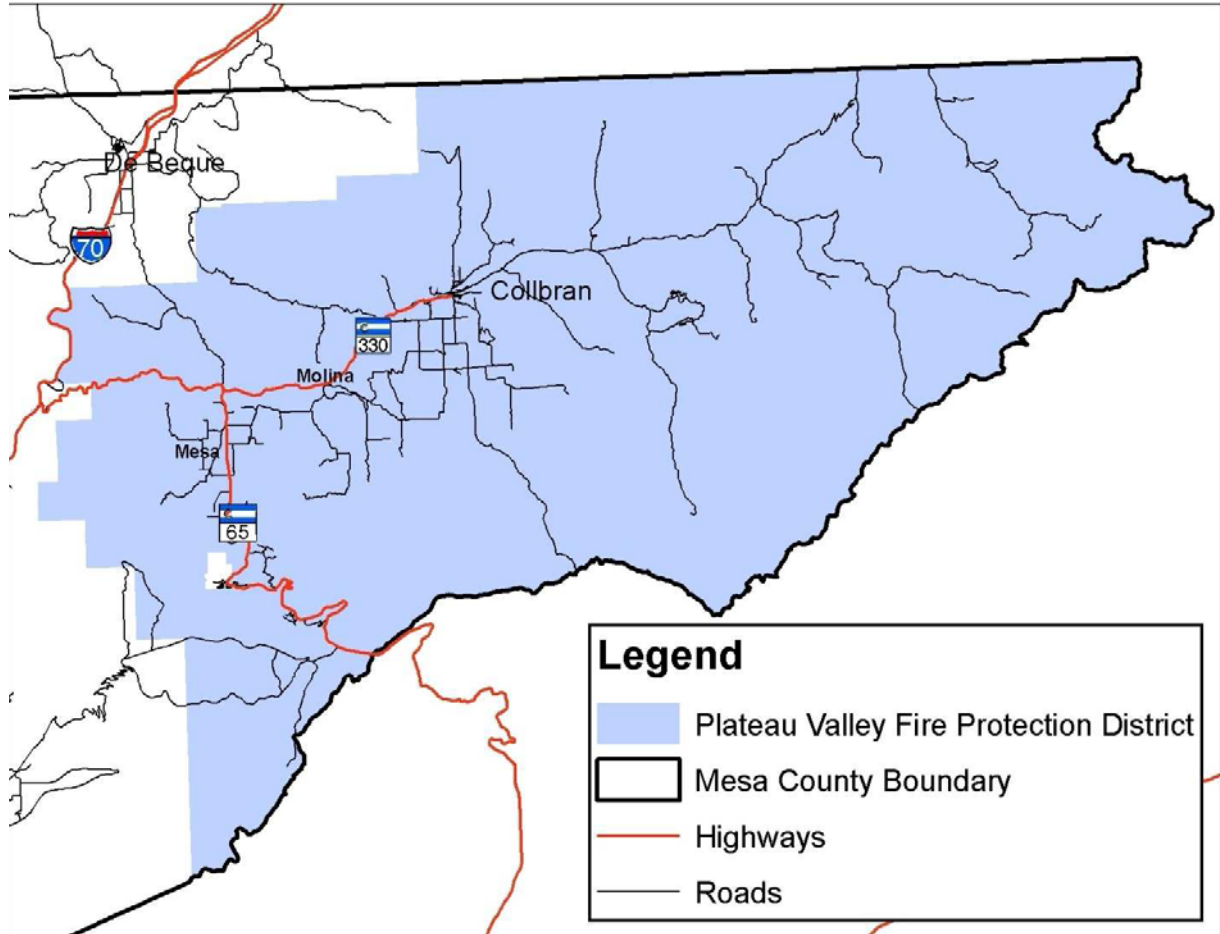 De Beque
70
Collbran
330
Molina
Mesa
65
Legend
Plateau Valley Fire Protection District
Mesa County Boundary
Highways
Roads